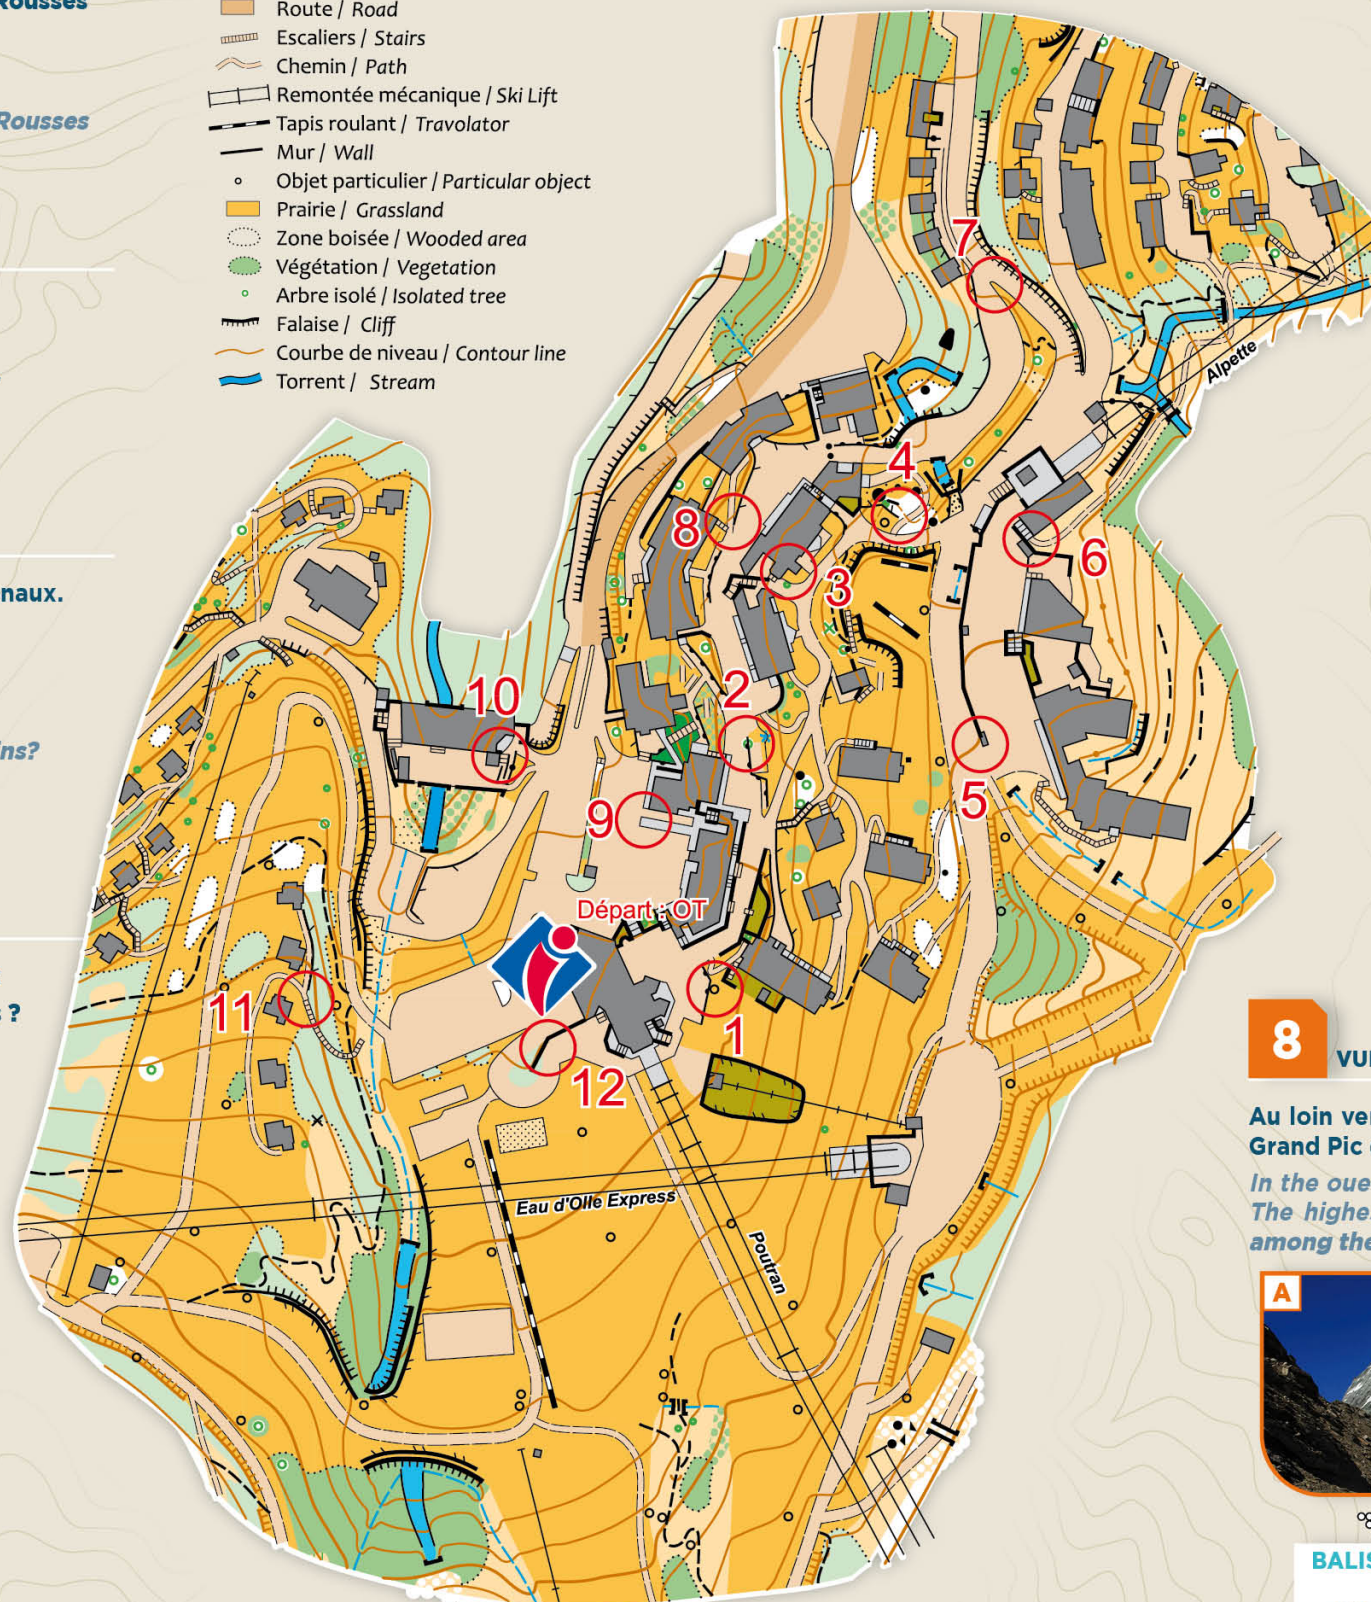 Rousses
Rousses
naux.
ns?
s ?
Route / Road
Escaliers / Stairs
Chemin / Path
Remontée mécanique / Ski Lift
Tapis roulant / Travolator
Mur / Wall
Objet particulier / Particular object
Prairie / Grassland
Zone boisée / Wooded area
Végétation / Vegetation
Arbre isolé / Isolated tree
Falaise / Cliff
Courbe de niveau / Contour line
Torrent / Stream
7
Alpette
4
8
3
6
10
2
9
5
Départ : OT
11
1
12
Eau d'Olle Express
Poutran
8
VUE
Au loin ve
Grand Pic
In the oue
The highe
among the
A
BALIS